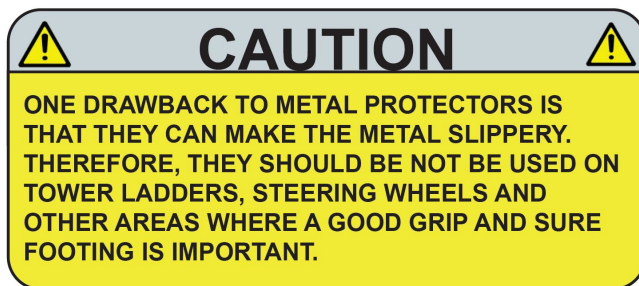 CAUTION
ONE DRAWBACK TO METAL PROTECTORS IS
THAT THEY CAN MAKE THE METAL SLIPPERY.
THEREFORE, THEY SHOULD BE NOT BE USED ON
TOWER LADDERS, STEERING WHEELS AND
OTHER AREAS WHERE A GOOD GRIP AND SURE
FOOTING IS IMPORTANT.